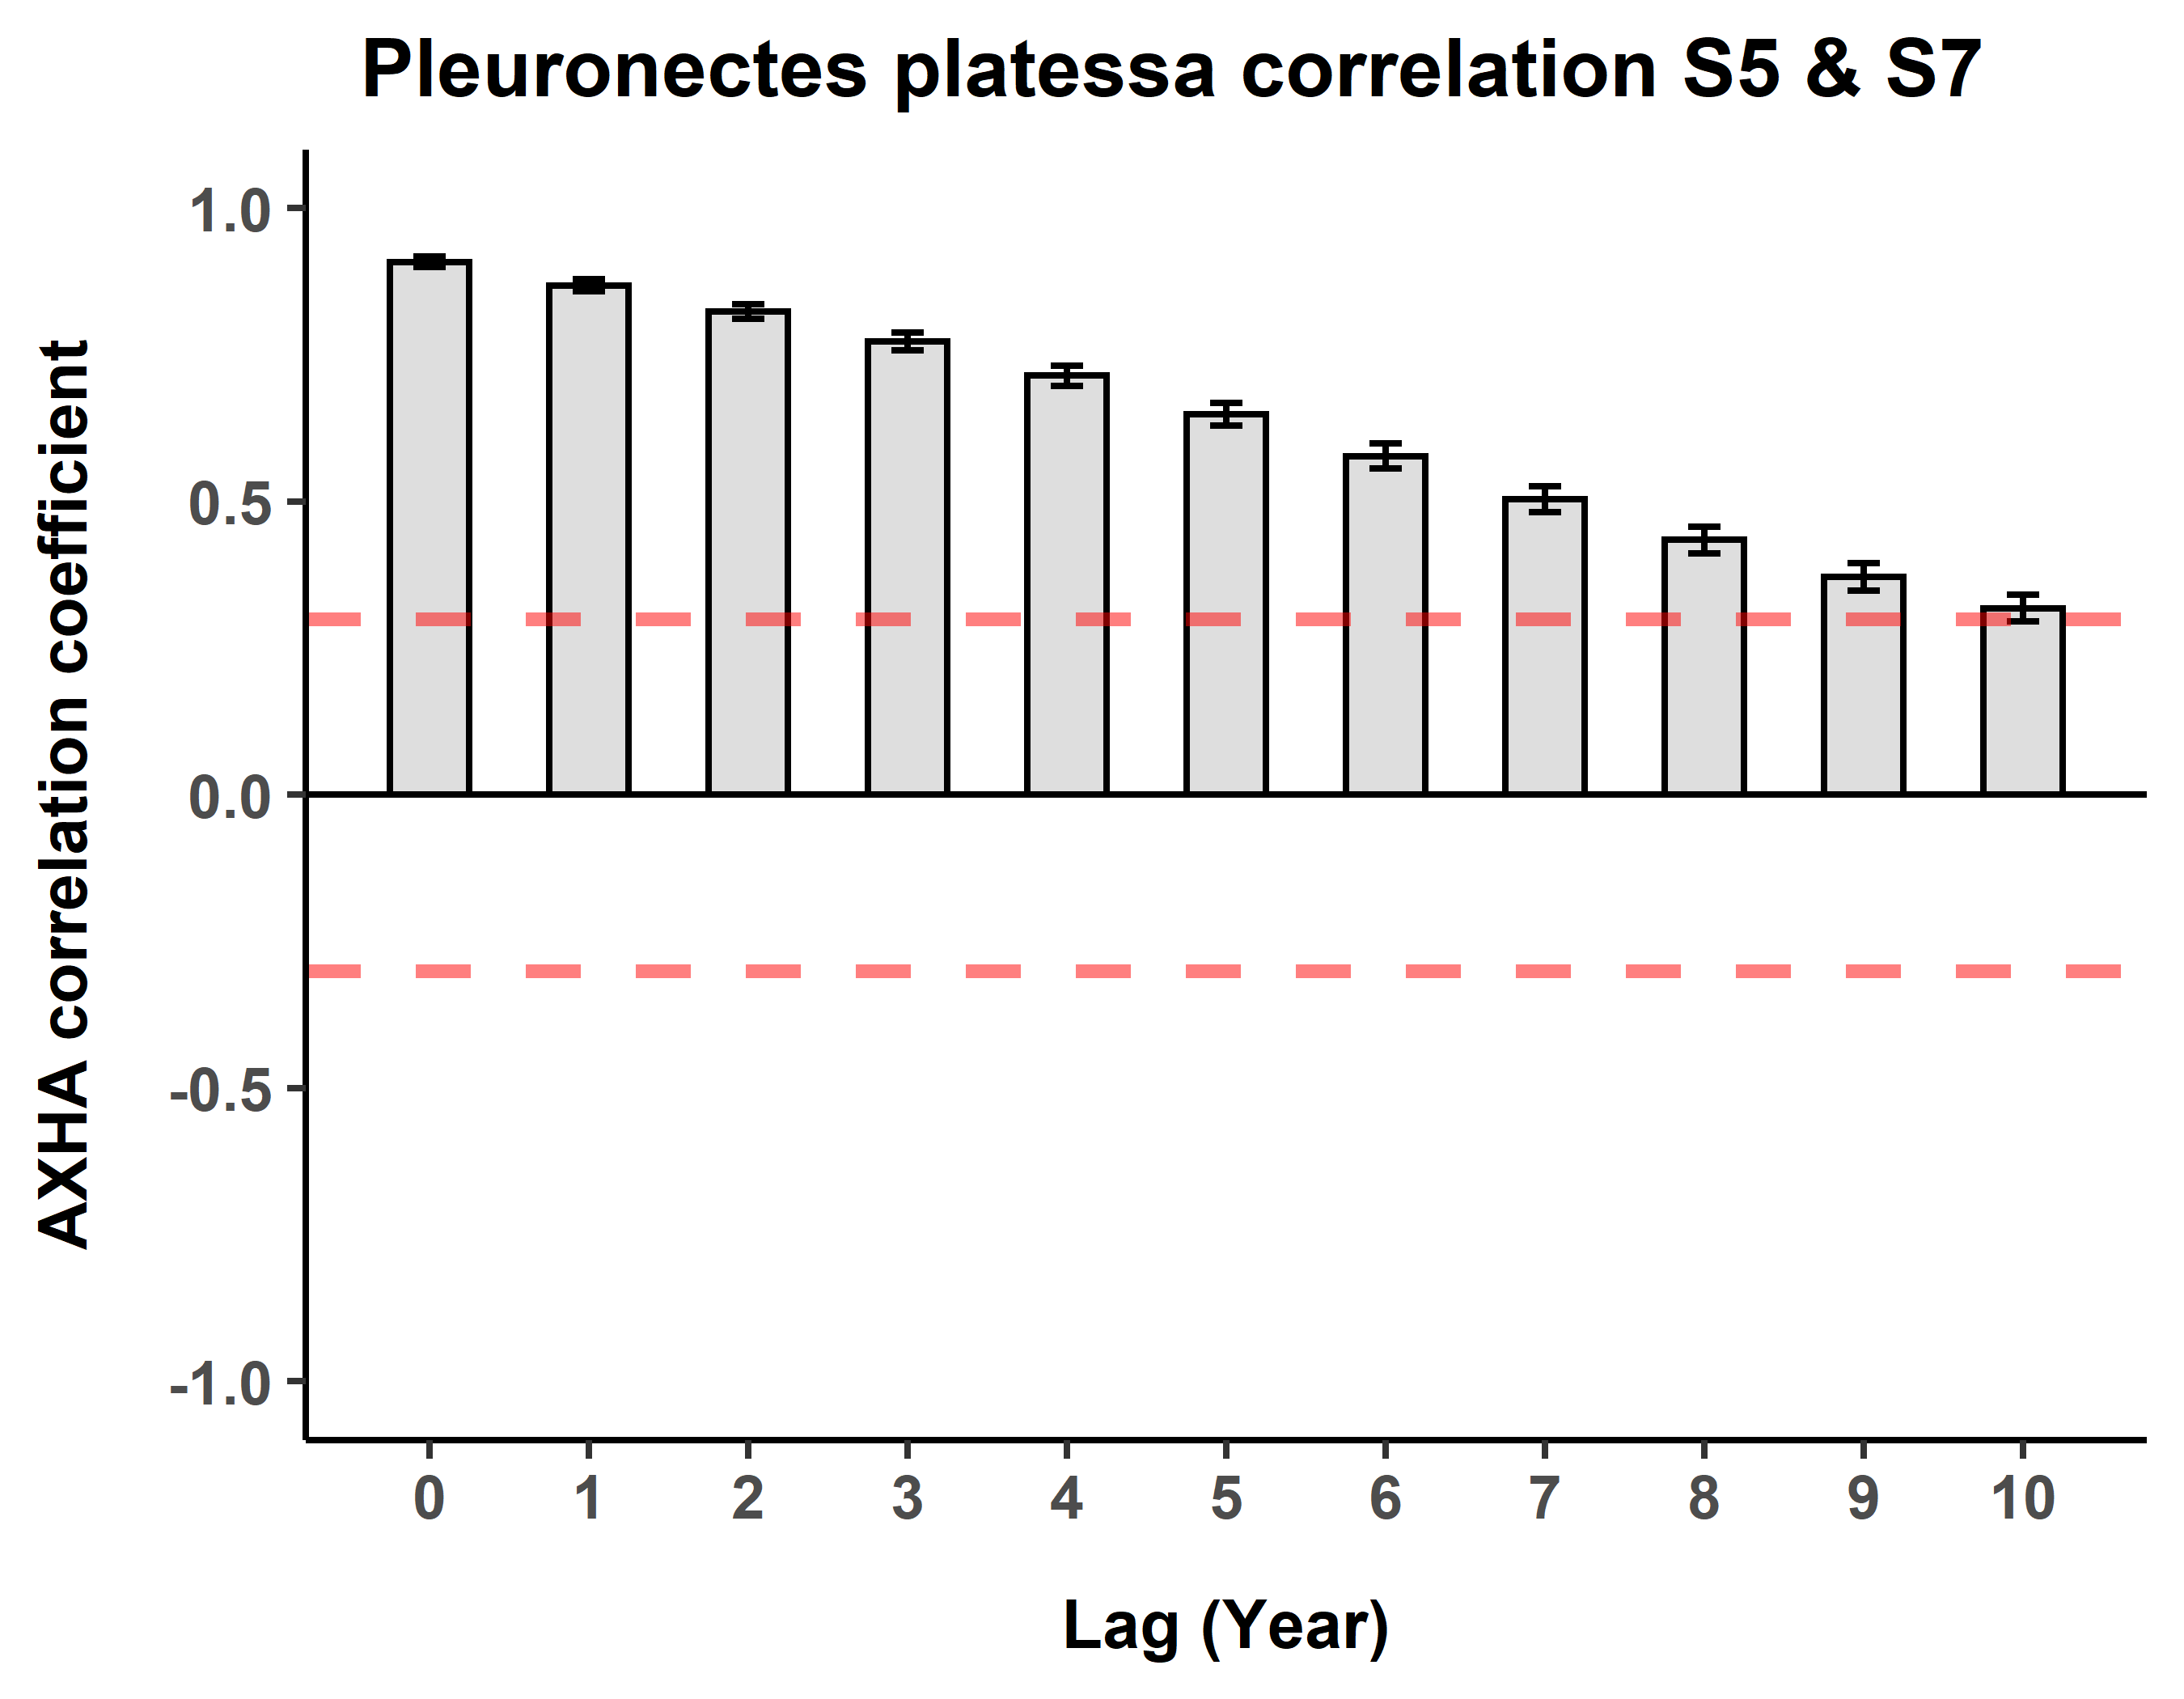 Pleuronectes platessa correlation S5 & S7
AXHA correlation coefficient
1.0
0.5
0.0
-0.5
-1.0
0 1 2 3 4 5 6 7 8 9 10
Lag (Year)